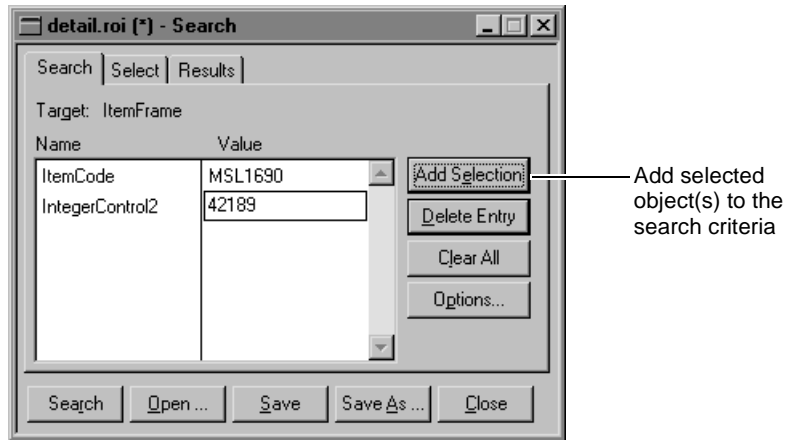 detail.roi (*) - Search
Search Select Results
Target: ItemFrame
Name Value
ItemCode MSL1690
IntegerControl2 42189
Add Selection
Delete Entry
Clear All
Options...
Add selected
object(s) to the
search criteria
Search Open ... Save Save As ... Close